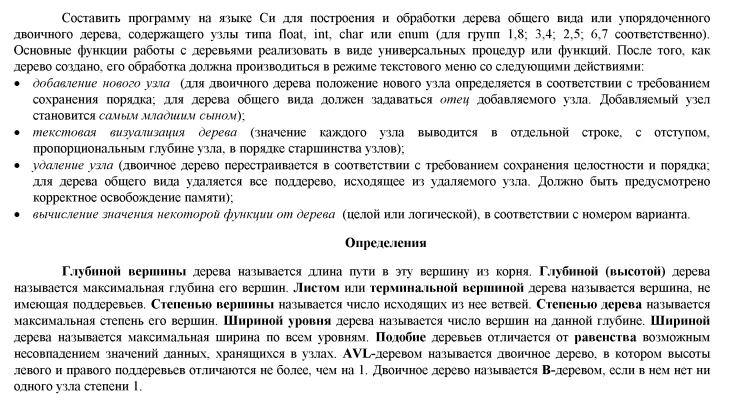 Составить программу на языке Си для построения и обработки дерева общего вида или упорядоченного
двоичного дерева, содержащего узлы типа float, int, char или enum (для групп 1,8; 3,4; 2,5; 6,7 соответственно).
Основные функции работы с деревьями реализовать в виде универсальных процедур или функций. После того, как
дерево создано, его обработка должна производиться в режиме текстового меню со следующими действиями:
• добавление нового узла (для двоичного дерева положение нового узла определяется в соответствии с требованием
сохранения порядка; для дерева общего вида должен задаваться отец добавляемого узла. Добавляемый узел
становится самым младшим сыном);
• текстовая визуализация дерева (значение каждого узла выводится в отдельной строке, с отступом,
пропорциональным глубине узла, в порядке старшинства узлов);
• удаление узла (двоичное дерево перестраивается в соответствии с требованием сохранения целостности и порядка;
для дерева общего вида удаляется все поддерево, исходящее из удаляемого узла. Должно быть предусмотрено
корректное освобождение памяти);
• вычисление значения некоторой функции от дерева (целой или логической), в соответствии с номером варианта.
Определения
Глубиной вершины дерева называется длина пути в эту вершину из корня. Глубиной (высотой) дерева
называется максимальная глубина его вершин. Листом или терминальной вершиной дерева называется вершина, не
имеющая поддеревьев. Степенью вершины называется число исходящих из нее ветвей. Степенью дерева называется
максимальная степень его вершин. Шириной уровня дерева называется число вершин на данной глубине. Шириной
дерева называется максимальная ширина по всем уровням. Подобие деревьев отличается от равенства возможным
несовпадением значений данных, хранящихся в узлах. AVL-деревом называется двоичное дерево, в котором высоты
левого и правого поддеревьев отличаются не более, чем на 1. Двоичное дерево называется B-деревом, если в нем нет ни
одного узла степени 1.